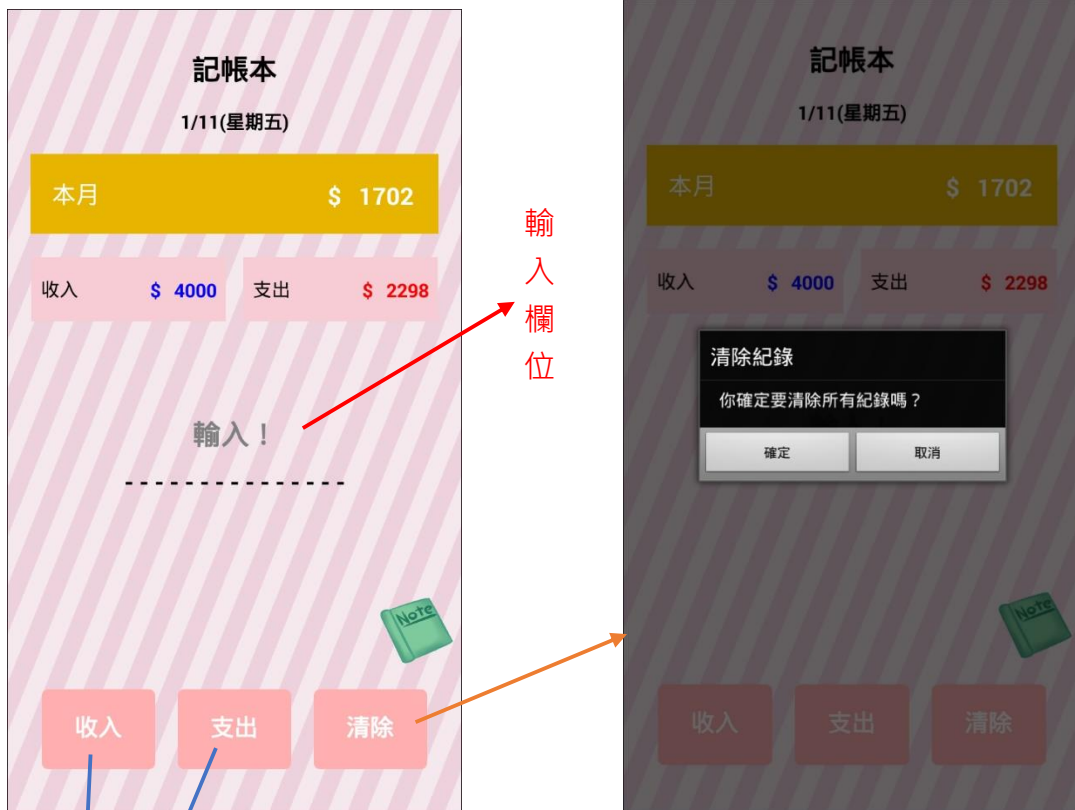 記帳本
1/11(星期五)
本月 $ 1702
收入 $ 4000 支出 $ 2298
輸入！
---------------
Note
收入 支出 清除
輸
入
欄
位
記帳本
1/11(星期五)
本月 $ 1702
收入 $ 4000 支出 $ 2298
清除紀錄
你確定要清除所有紀錄嗎？
確定 取消
Note
收入 支出 清除